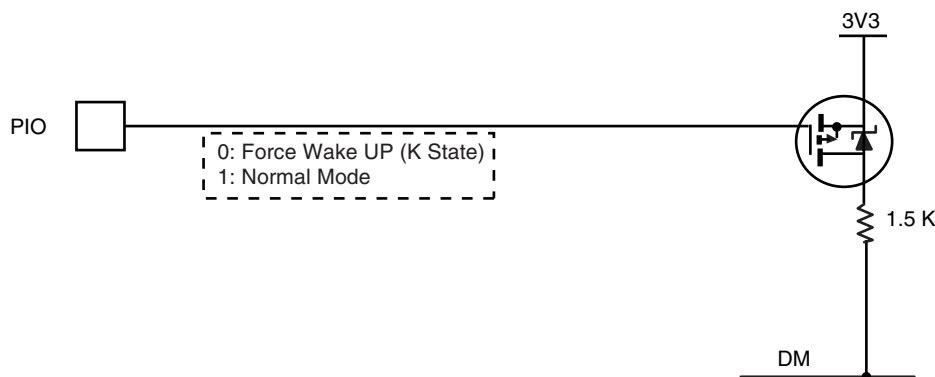 3V3
PIO
0: Force Wake UP (K State)
1: Normal Mode
1.5 K
DM